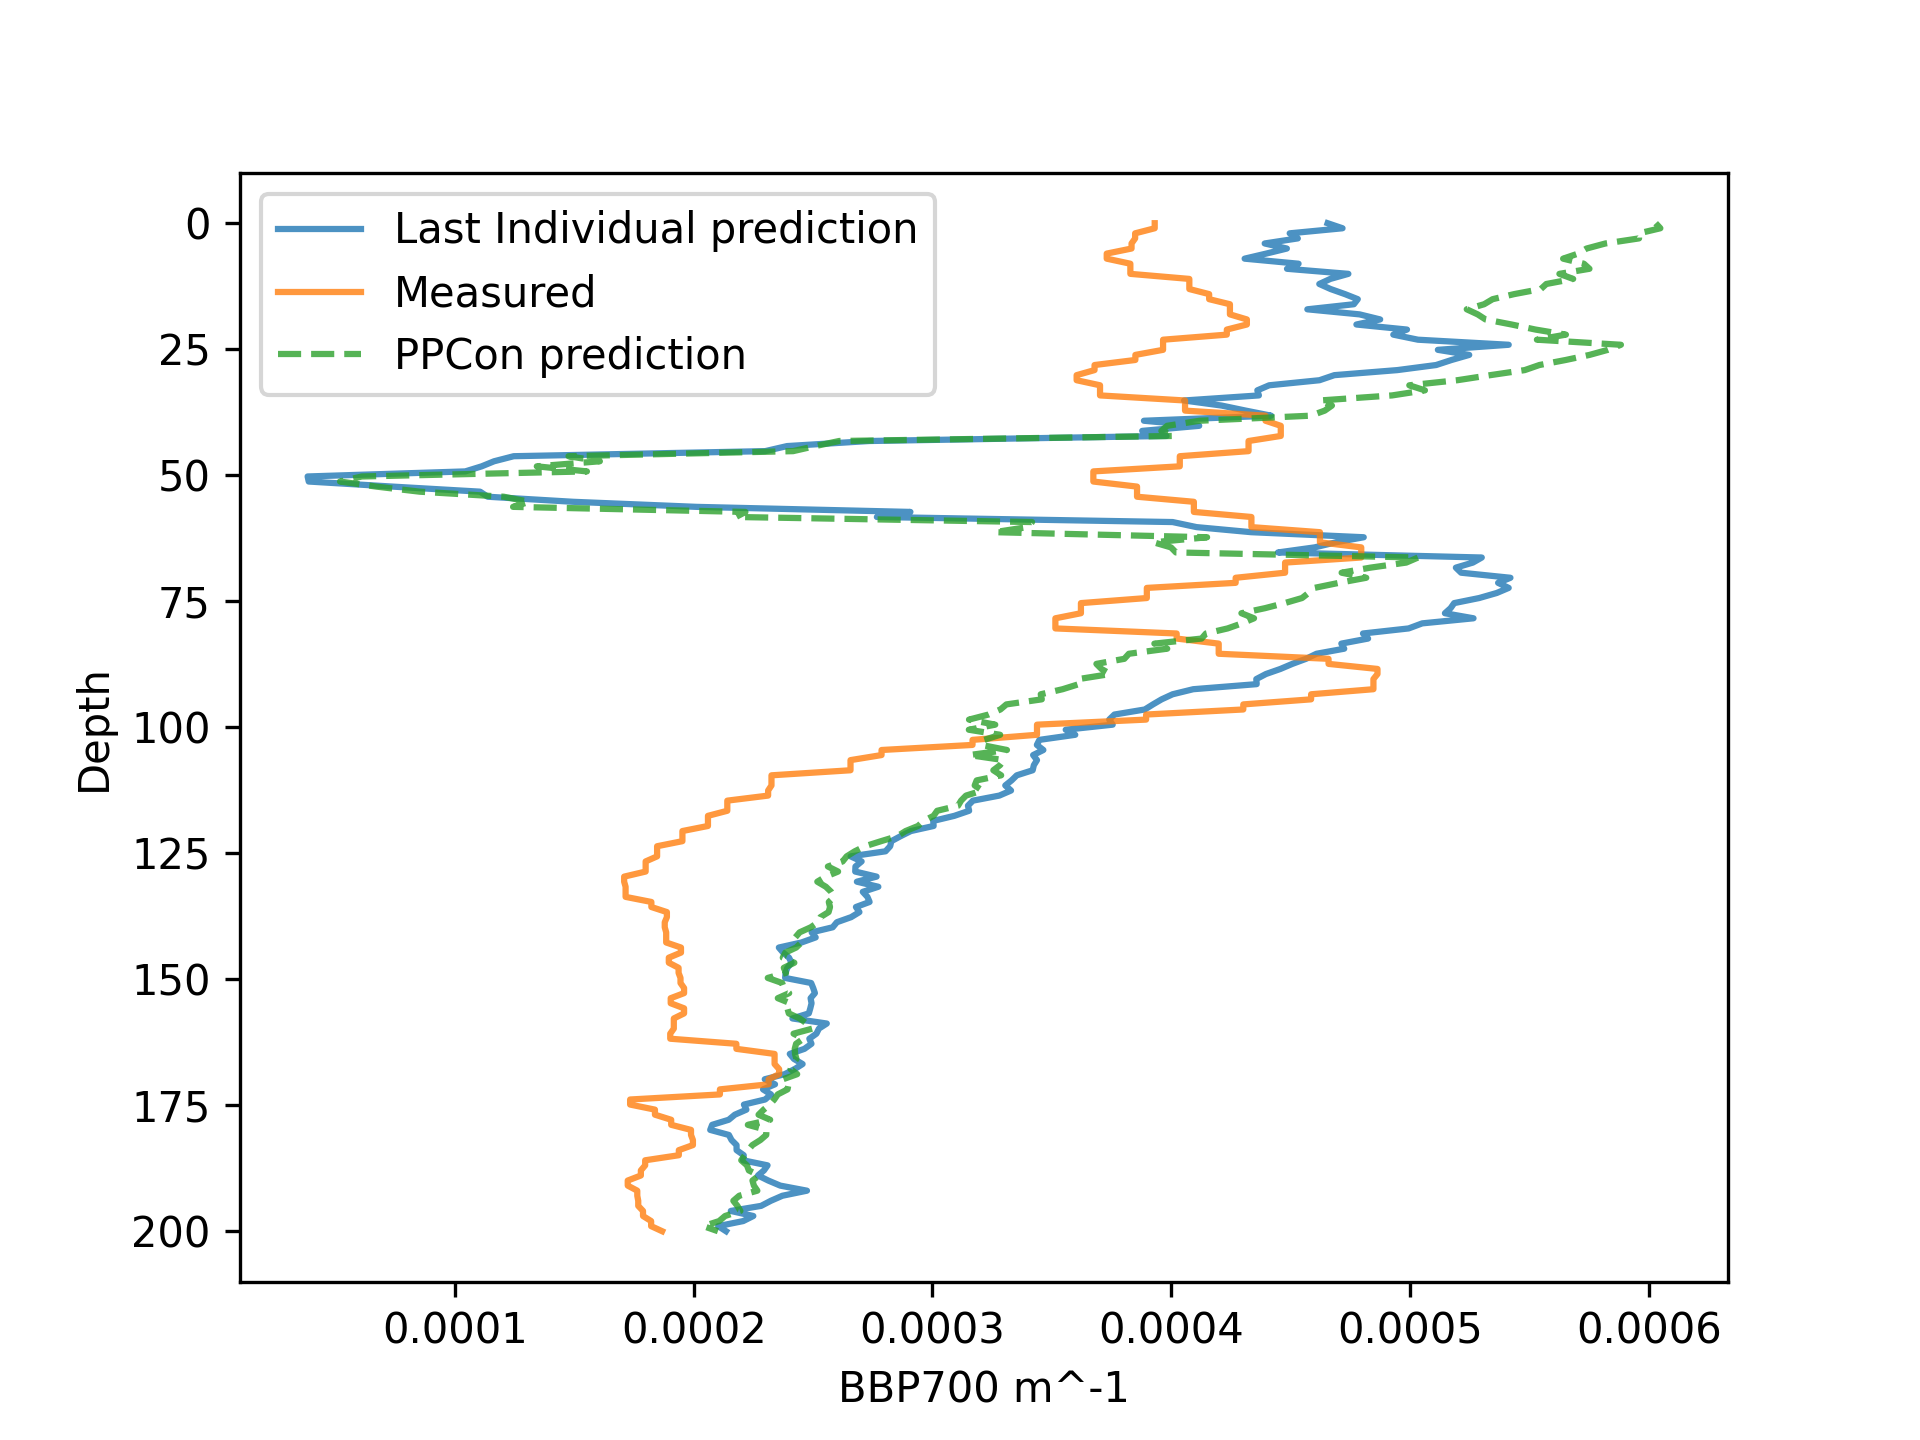 Last Individual prediction
Measured
PPCon prediction
0
25
50
75
100
125
150
175
200
Depth
0.0001 0.0002 0.0003 0.0004 0.0005 0.0006
BBP700 m^-1